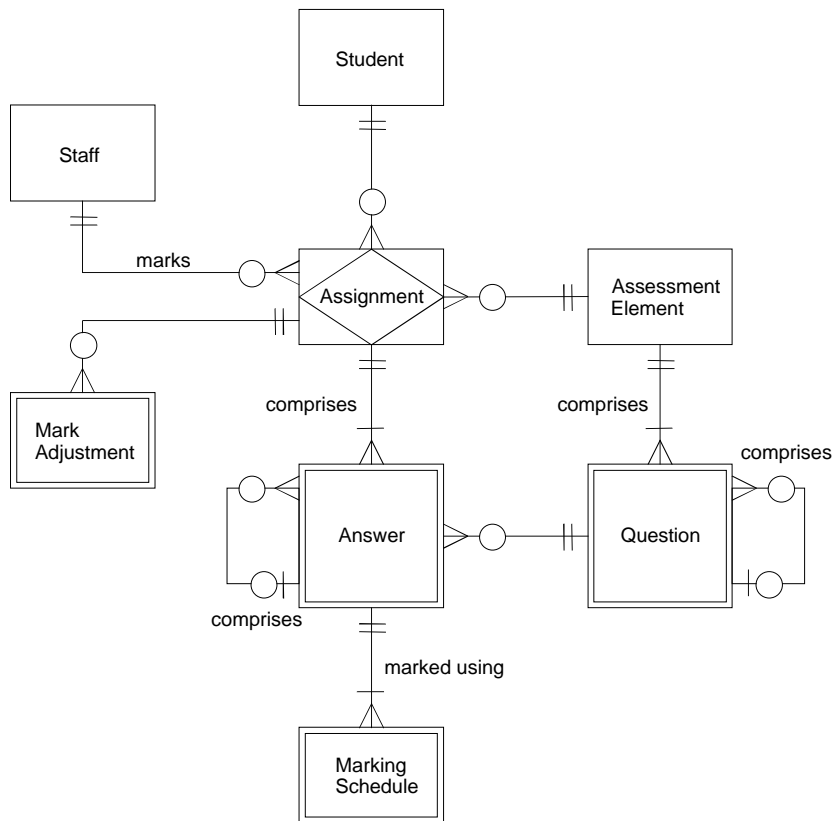 Student
Staff
marks
Assignment
Assessment
Element
comprises
comprises
Mark
Adjustment
comprises
Answer
Question
comprises
marked using
Marking
Schedule